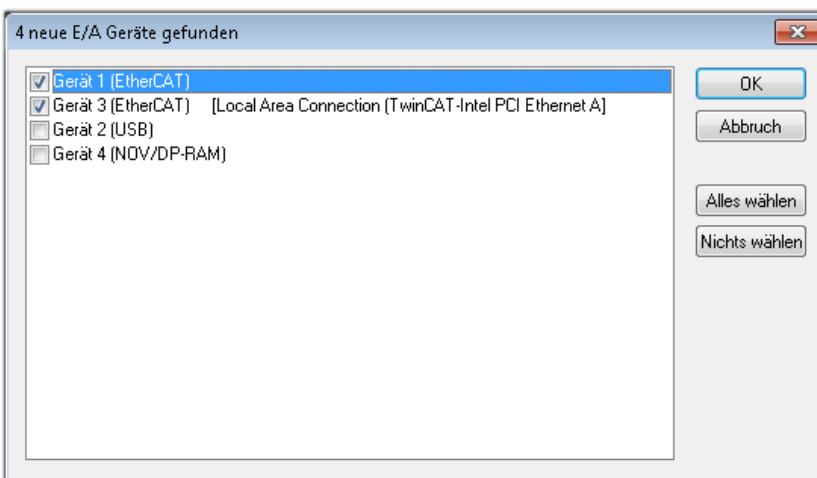 4 neue E/A Geräte gefunden
Gerät 1 (EtherCAT)
Gerät 3 (EtherCAT) [Local Area Connection (TwinCAT-Intel PCI Ethernet A]
Gerät 2 (USB)
Gerät 4 (NOV/DP-RAM)
OK
Abbruch
Alles wählen
Nichts wählen